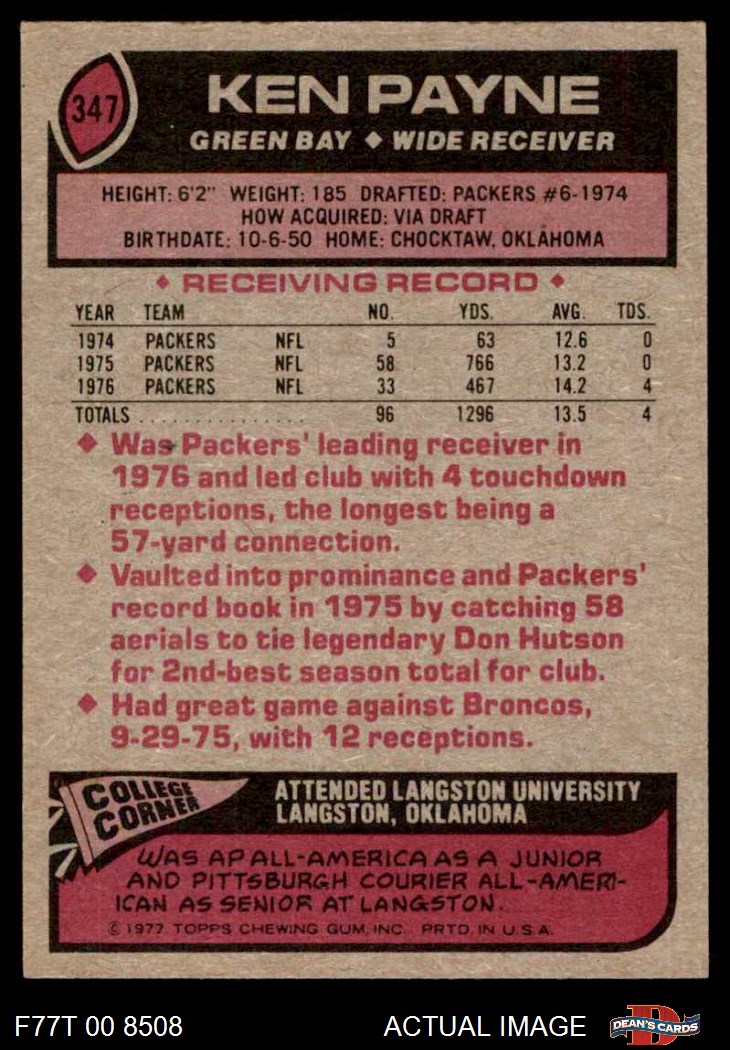 347
KEN PAYNE
GREEN BAY ♦ WIDE RECEIVER
HEIGHT: 6'2" WEIGHT: 185 DRAFTED: PACKERS #6-1974
HOW ACQUIRED: VIA DRAFT
BIRTHDATE: 10-6-50 HOME: CHOCKTAW, OKLAHOMA
♦ RECEIVING RECORD ♦
YEAR TEAM NO. YDS. AVG. TDS.
1974 PACKERS NFL 5 63 12.6 0
1975 PACKERS NFL 58 766 13.2 0
1976 PACKERS NFL 33 467 14.2 4
TOTALS . . . . . . . . . . . . . . . 96 1296 13.5 4
♦ Was Packers' leading receiver in
1976 and led club with 4 touchdown
receptions, the longest being a
57-yard connection.
♦ Vaulted into prominance and Packers'
record book in 1975 by catching 58
aerials to tie legendary Don Hutson
for 2nd-best season total for club.
♦ Had great game against Broncos,
9-29-75, with 12 receptions.
COLLEGE
CORNER
ATTENDED LANGSTON UNIVERSITY
LANGSTON, OKLAHOMA
WAS AP ALL-AMERICA AS A JUNIOR
AND PITTSBURGH COURIER ALL-AMERI-
ICAN AS SENIOR AT LANGSTON.
© 1977 TOPPS CHEWING GUM, INC. PRTD. IN U.S.A.
F77T 00 8508 ACTUAL IMAGE DEAN'S CARDS